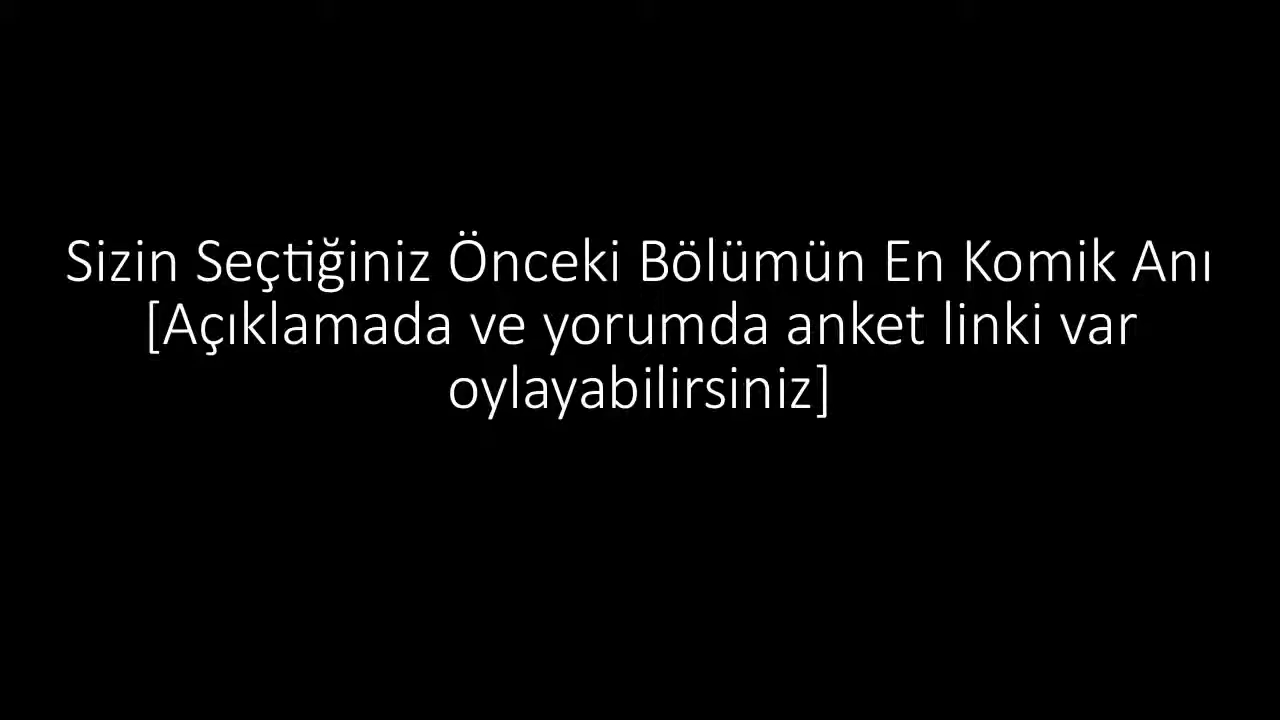 Sizin Seçtiğiniz Önceki Bölümün En Komik Anı
[Açıklamada ve yorumda anket linki var
oylayabilirsiniz]